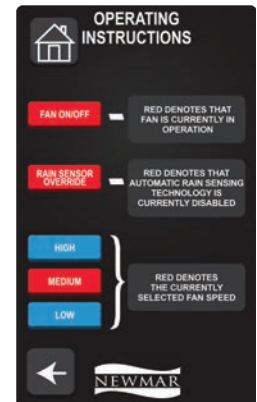 OPERATING
INSTRUCTIONS
FAN ON/OFF
RED DENOTES THAT
FAN IS CURRENTLY IN
OPERATION
RAIN SENSOR
OVERRIDE
RED DENOTES THAT
AUTOMATIC RAIN SENSING
TECHNOLOGY IS
CURRENTLY DISABLED
HIGH
MEDIUM
LOW
RED DENOTES
THE CURRENTLY
SELECTED FAN SPEED
NEWMAR